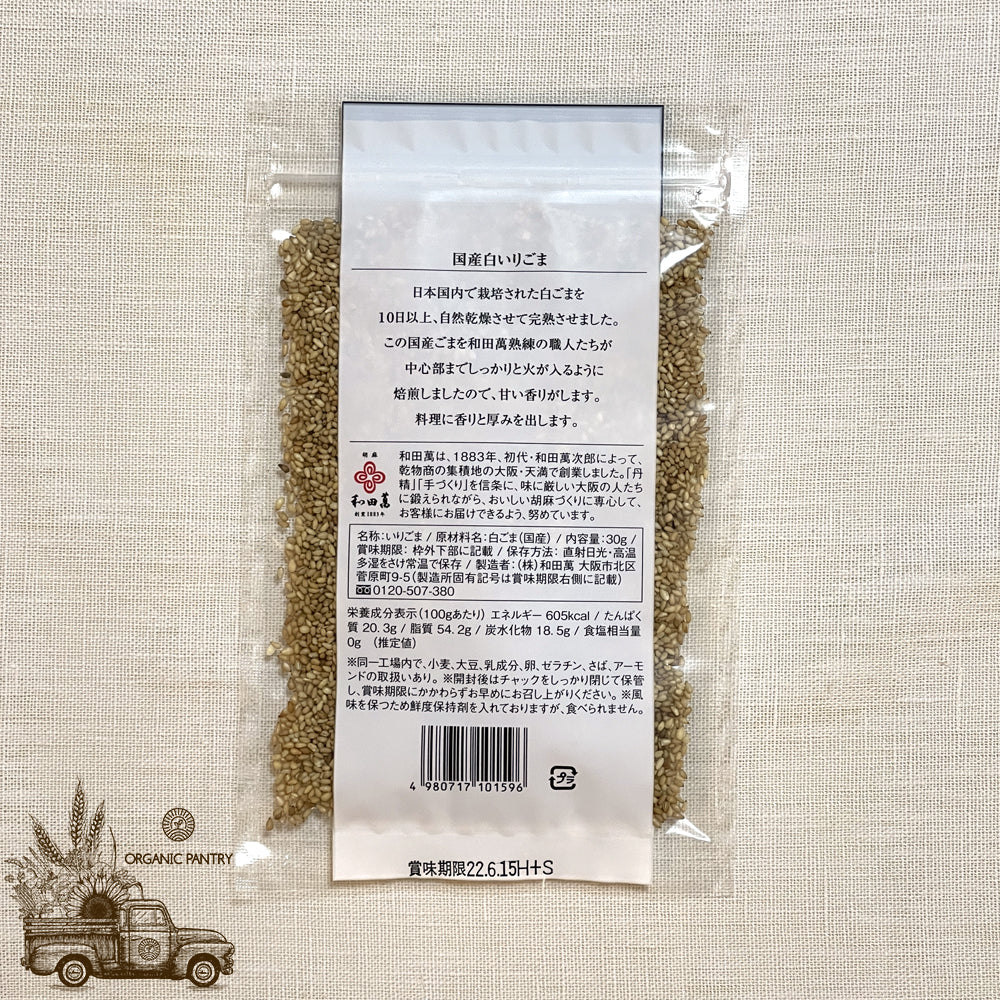 国産白いりごま
日本国内で栽培された白ごまを
10日以上、自然乾燥させて完熟させました。
この国産ごまを和田萬熟練の職人たちが
中心部までしっかりと火が入るように
焙煎しましたので、甘い香りがします。
料理に香りと厚みを出します。
胡麻
和田萬
創業1883年
和田萬は、1883年、初代・和田萬次郎によって、
乾物商の集積地の大阪・天満で創業しました。「丹
精」「手づくり」を信条に、味に厳しい大阪の人たち
に鍛えられながら、おいしい胡麻づくりに専心して、
お客様にお届けできるよう、努めています。
名称:いりごま / 原材料名:白ごま(国産) / 内容量:30g /
賞味期限: 枠外下部に記載 / 保存方法: 直射日光・高温
多湿をさけ常温で保存 / 製造者: (株) 和田萬 大阪市北区
菅原町9-5(製造所固有記号は賞味期限右側に記載)
0120-507-380
栄養成分表示(100gあたり) エネルギー 605kcal / たんぱく
質 20.3g / 脂質 54.2g / 炭水化物 18.5g / 食塩相当量
0g (推定値)
※同一工場内で、小麦、大豆、乳成分、卵、ゼラチン、さば、アーモ
ンドの取扱いあり。※開封後はチャックをしっかり閉じて保管
し、賞味期限にかかわらずお早めにお召し上がりください。※風
味を保つため鮮度保持剤を入れておりますが、食べられません。
4 980717 101596
プラ
賞味期限22.6.15H+S
ORGANIC PANTRY